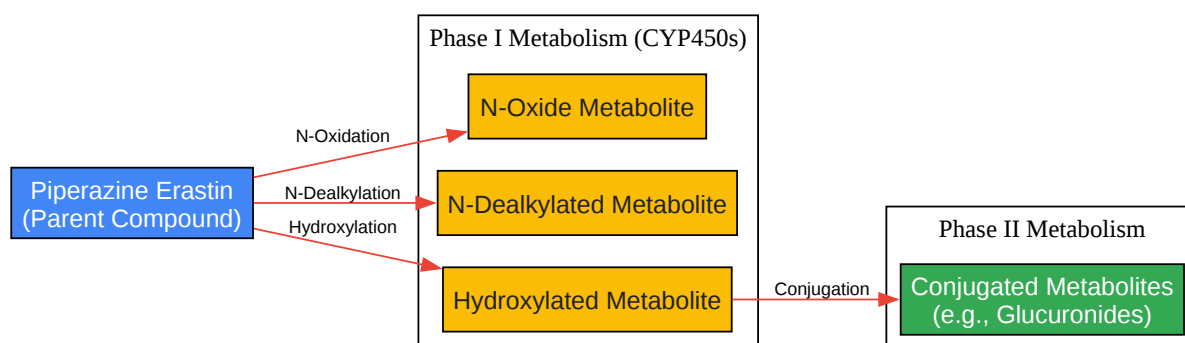 Phase I Metabolism (CYP450s)
N-Oxide Metabolite
N-Oxidation
Piperazine Erastin
(Parent Compound)
N-Dealkylation
N-Dealkylated Metabolite
Hydroxylation
Hydroxylated Metabolite
Conjugation
Phase II Metabolism
Conjugated Metabolites
(e.g., Glucuronides)